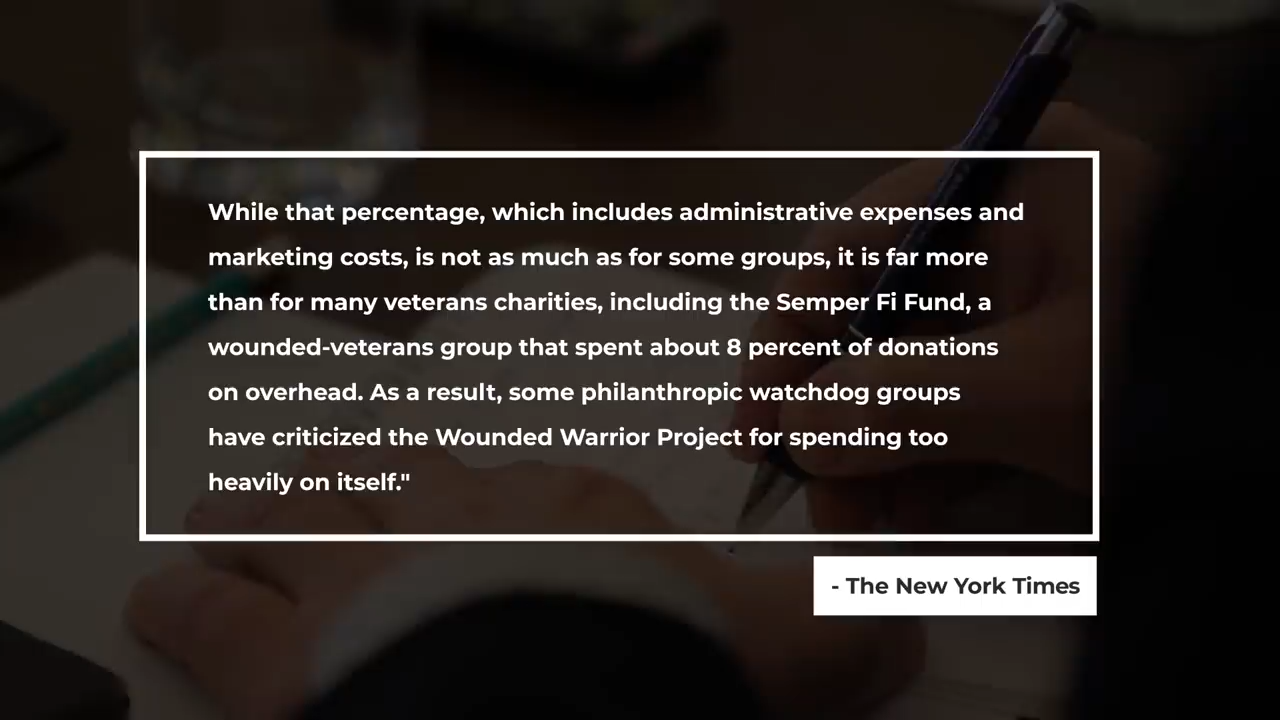 While that percentage, which includes administrative expenses and
marketing costs, is not as much as for some groups, it is far more
than for many veterans charities, including the Semper Fi Fund, a
wounded-veterans group that spent about 8 percent of donations
on overhead. As a result, some philanthropic watchdog groups
have criticized the Wounded Warrior Project for spending too
heavily on itself."
- The New York Times